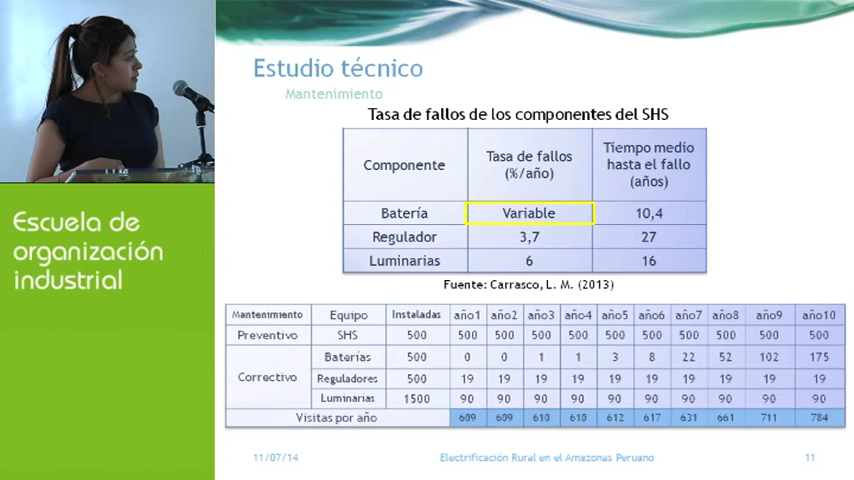 Escuela de
organización
industrial
Estudio técnico
Mantenimiento
Tasa de fallos de los componentes del SHS
Componente Tasa de fallos (%/año) Tiempo medio hasta el fallo (años)
Batería Variable 10,4
Regulador 3,7 27
Luminarias 6 16
Fuente: Carrasco, L. M. (2013)
Mantenimiento Equipo Instaladas año1 año2 año3 año4 año5 año6 año7 año8 año9 año10
Preventivo SHS 500 500 500 500 500 500 500 500 500 500 500
Correctivo Baterías 500 0 0 1 1 3 8 22 52 102 175
Reguladores 500 19 19 19 19 19 19 19 19 19 19
Luminarias 1500 90 90 90 90 90 90 90 90 90 90
Visitas por año 609 609 610 610 612 617 631 661 711 784
11/07/14 Electrificación Rural en el Amazonas Peruano 11